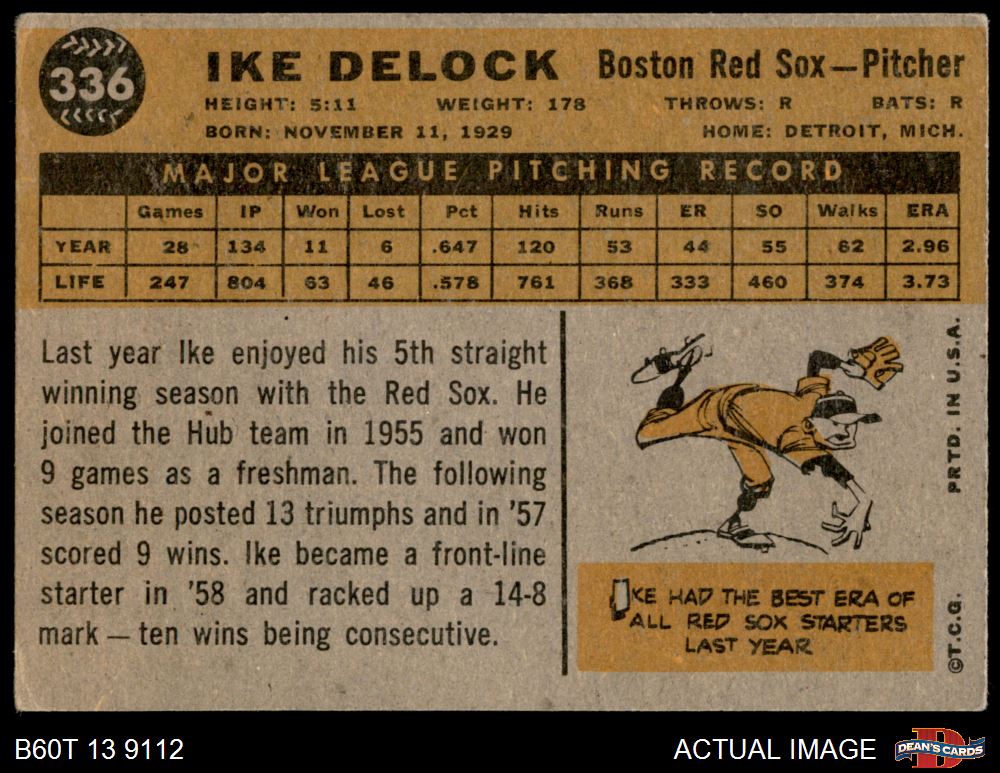 336
IKE DELOCK Boston Red Sox—Pitcher
HEIGHT: 5:11 WEIGHT: 178 THROWS: R BATS: R
BORN: NOVEMBER 11, 1929 HOME: DETROIT, MICH.
MAJOR LEAGUE PITCHING RECORD
Games IP Won Lost Pct Hits Runs ER SO Walks ERA
YEAR 28 134 11 6 .647 120 53 44 55 62 2.96
LIFE 247 804 63 46 .578 761 368 333 460 374 3.73
Last year Ike enjoyed his 5th straight
winning season with the Red Sox. He
joined the Hub team in 1955 and won
9 games as a freshman. The following
season he posted 13 triumphs and in '57
scored 9 wins. Ike became a front-line
starter in '58 and racked up a 14-8
mark — ten wins being consecutive.
IKE HAD THE BEST ERA OF
ALL RED SOX STARTERS
LAST YEAR
©T.C.G. PRTD. IN U.S.A.
B60T 13 9112 ACTUAL IMAGE DEAN'S CARDS